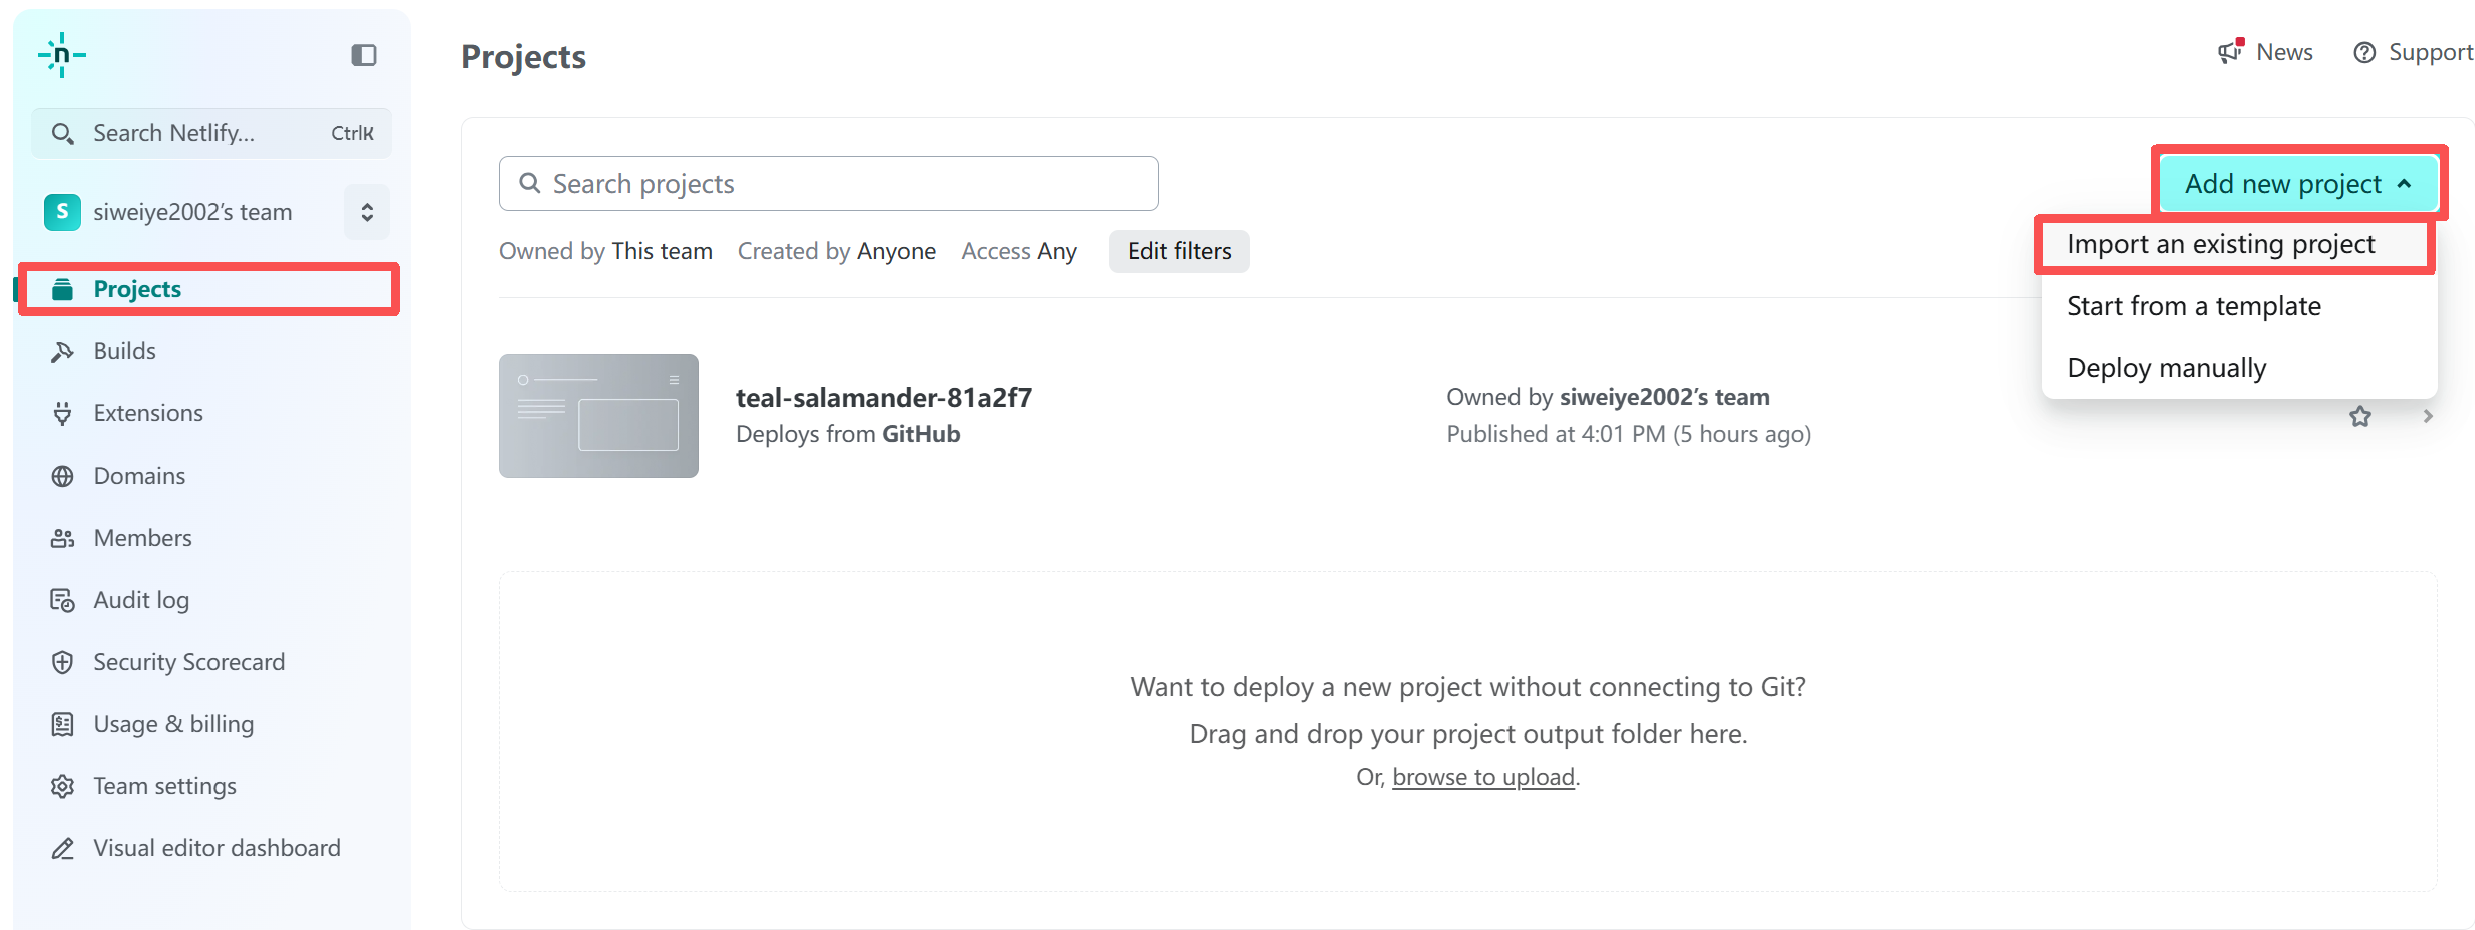 n
Search Netlify...
CtrlK
S
siweiye2002's team
Projects
Builds
Extensions
Domains
Members
Audit log
Security Scorecard
Usage & billing
Team settings
Visual editor dashboard
Projects
News
Support
Search projects
Add new project
Import an existing project
Start from a template
Deploy manually
Owned by This team
Created by Anyone
Access Any
Edit filters
teal-salamander-81a2f7
Deploys from GitHub
Owned by siweiye2002's team
Published at 4:01 PM (5 hours ago)
Want to deploy a new project without connecting to Git?
Drag and drop your project output folder here.
Or, browse to upload.